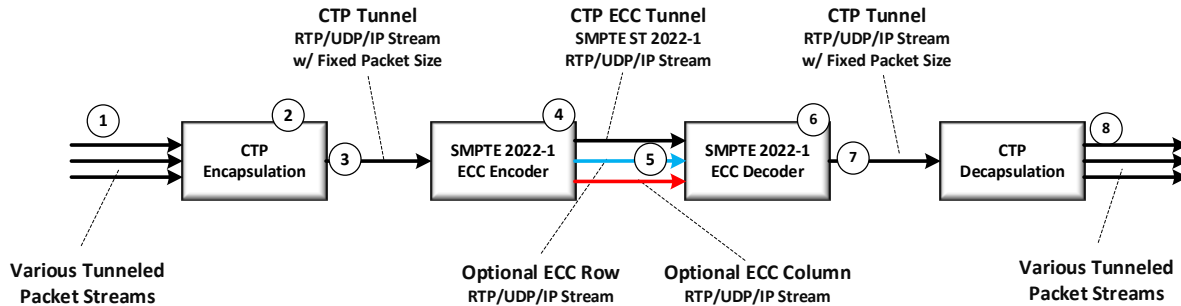 CTP Tunnel
RTP/UDP/IP Stream
w/ Fixed Packet Size
CTP ECC Tunnel
SMPTE ST 2022-1
RTP/UDP/IP Stream
CTP Tunnel
RTP/UDP/IP Stream
w/ Fixed Packet Size
1
2
3
4
5
6
7
8
CTP
Encapsulation
SMPTE 2022-1
ECC Encoder
SMPTE 2022-1
ECC Decoder
CTP
Decapsulation
Various Tunneled
Packet Streams
Optional ECC Row
RTP/UDP/IP Stream
Optional ECC Column
RTP/UDP/IP Stream
Various Tunneled
Packet Streams